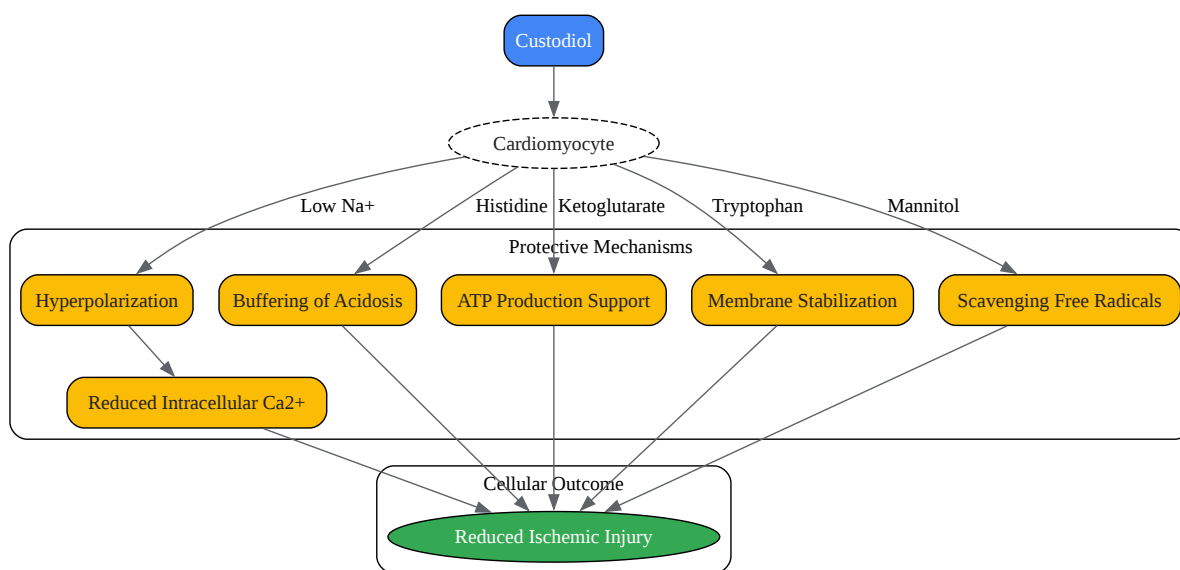 Custodiol
Cardiomyocyte
Low Na+
Histidine
Ketoglutarate
Tryptophan
Mannitol
Protective Mechanisms
Hyperpolarization
Buffering of Acidosis
ATP Production Support
Membrane Stabilization
Scavenging Free Radicals
Reduced Intracellular Ca2+
Cellular Outcome
Reduced Ischemic Injury